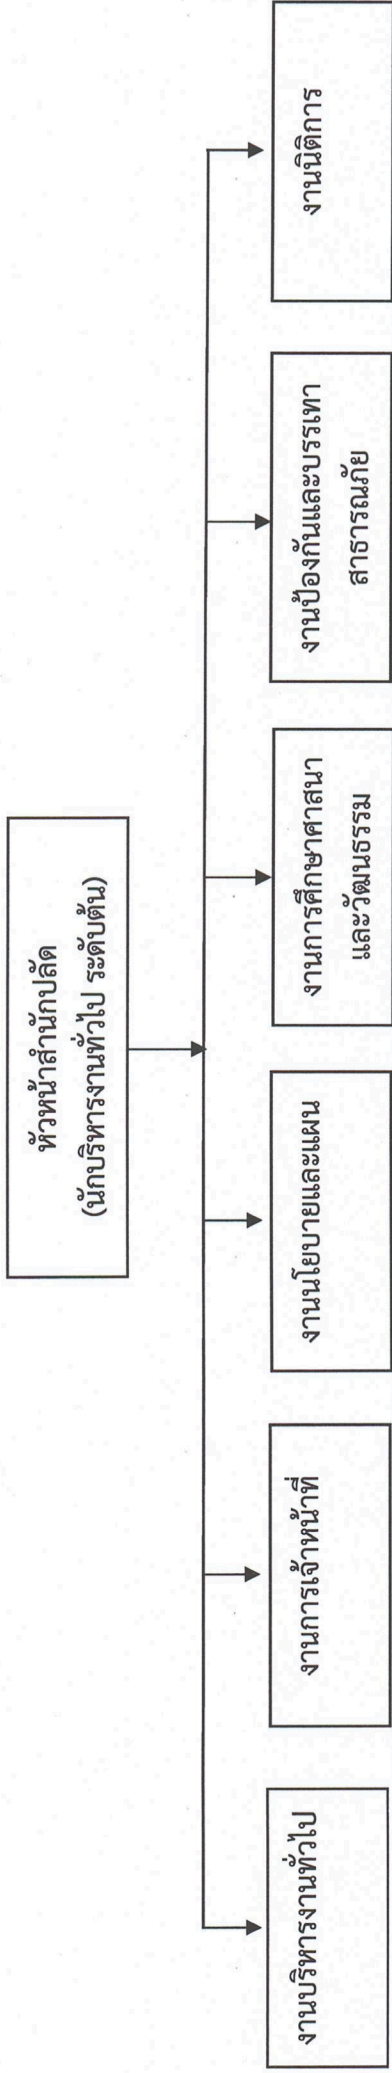 หัวหน้าสำนักปลัด
(นักบริหารงานทั่วไป ระดับต้น)
งานบริหารงานทั่วไป
งานการเจ้าหน้าที่
งานนโยบายและแผน
งานการศึกษาศาสนา
และวัฒนธรรม
งานป้องกันและบรรเทา
สาธารณภัย
งานนิติการ